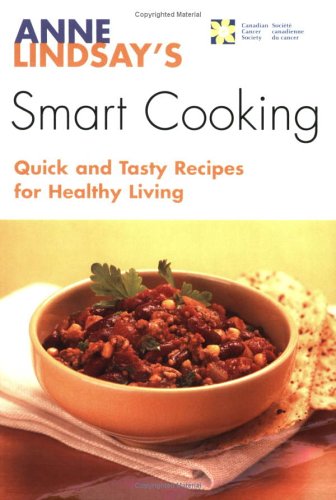 ANNE
LINDSAY'S
Canadian
Cancer
Society
Société
canadienne
du cancer
Smart Cooking
Quick and Tasty Recipes
for Healthy Living
Copyrighted Material
Copyrighted Material